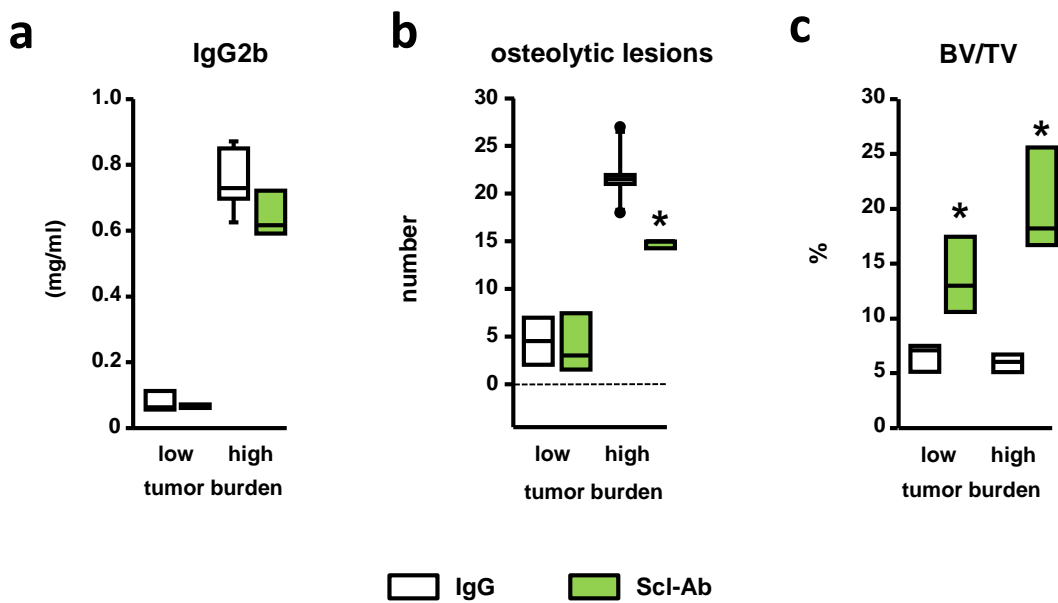 a
IgG2b
1.0
0.8
0.6
0.4
0.2
0
(mg/ml)
low high
tumor burden
b
osteolytic lesions
30
25
20
15
10
5
0
number
*
low high
tumor burden
c
BV/TV
30
25
20
15
10
5
0
%
*
*
low high
tumor burden
IgG Scl-Ab